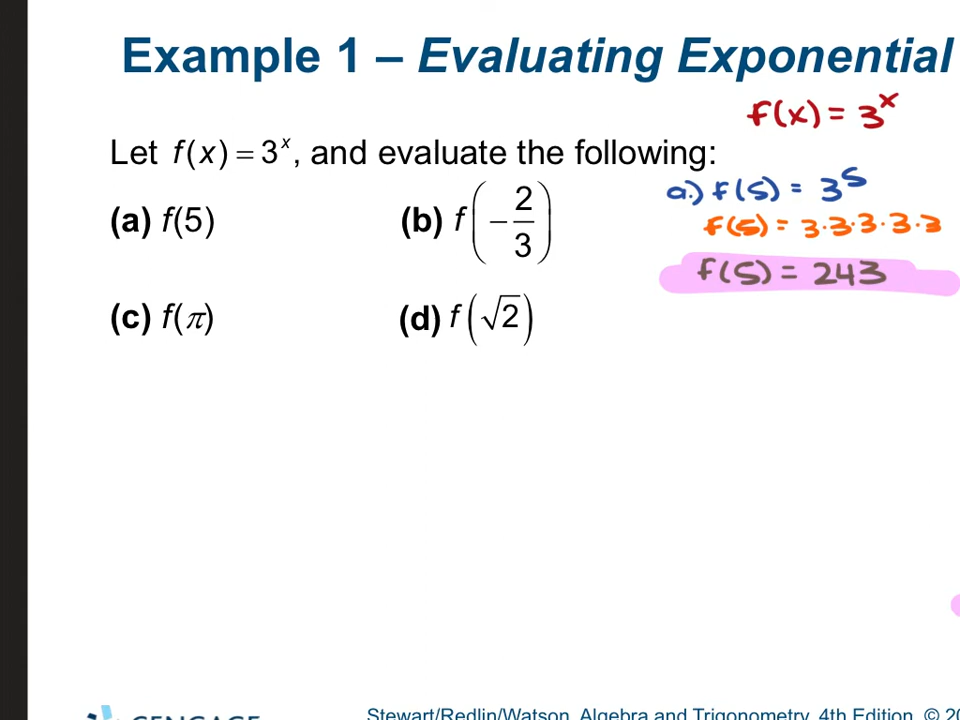 Example 1 – Evaluating Exponential
f(x) = 3^x
Let f(x) = 3^x, and evaluate the following:
a.) f(5) = 3^5
(a) f(5) (b) f(−2/3)
f(5) = 3·3·3·3·3
f(5) = 243
(c) f(π) (d) f(√2)
Stewart/Redlin/Watson, Algebra and Trigonometry, 4th Edition, ©